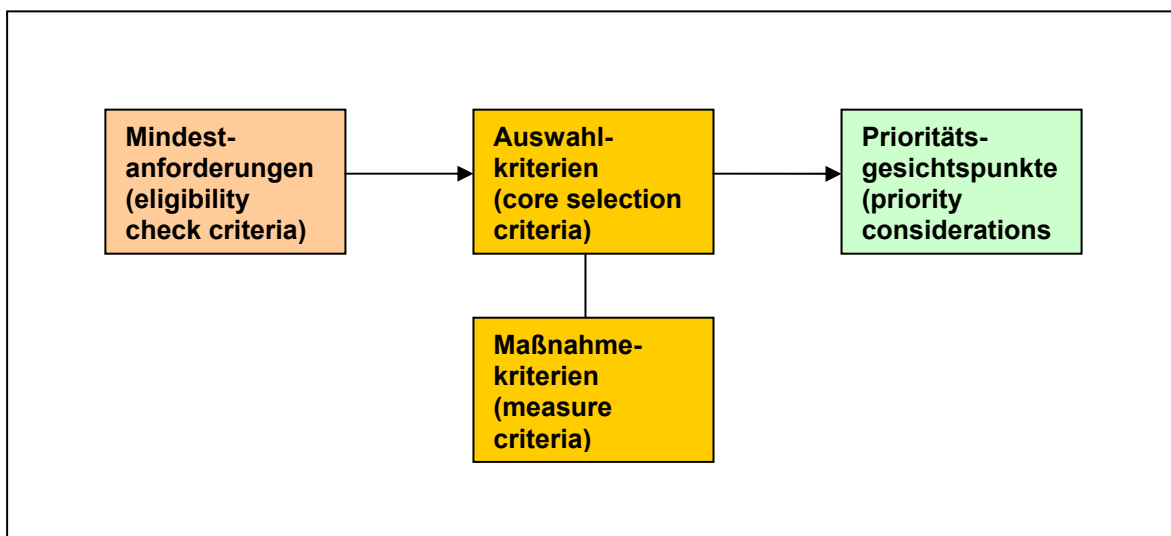 Mindest-
anforderungen
(eligibility
check criteria)
Auswahl-
kriterien
(core selection
criteria)
Prioritäts-
gesichtspunkte
(priority
considerations
Maßnahme-
kriterien
(measure
criteria)